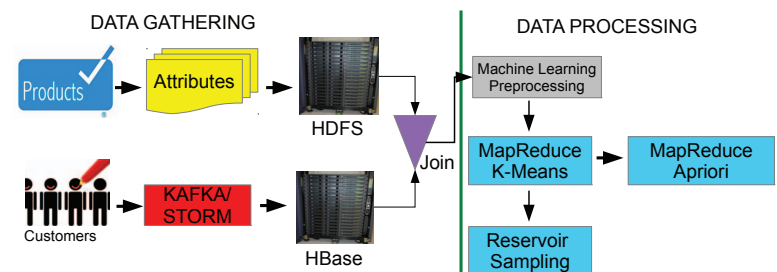 DATA GATHERING
DATA PROCESSING
Products
®
Attributes
HDFS
Machine Learning
Preprocessing
Join
MapReduce
K-Means
MapReduce
Apriori
Customers
KAFKA/
STORM
HBase
Reservoir
Sampling